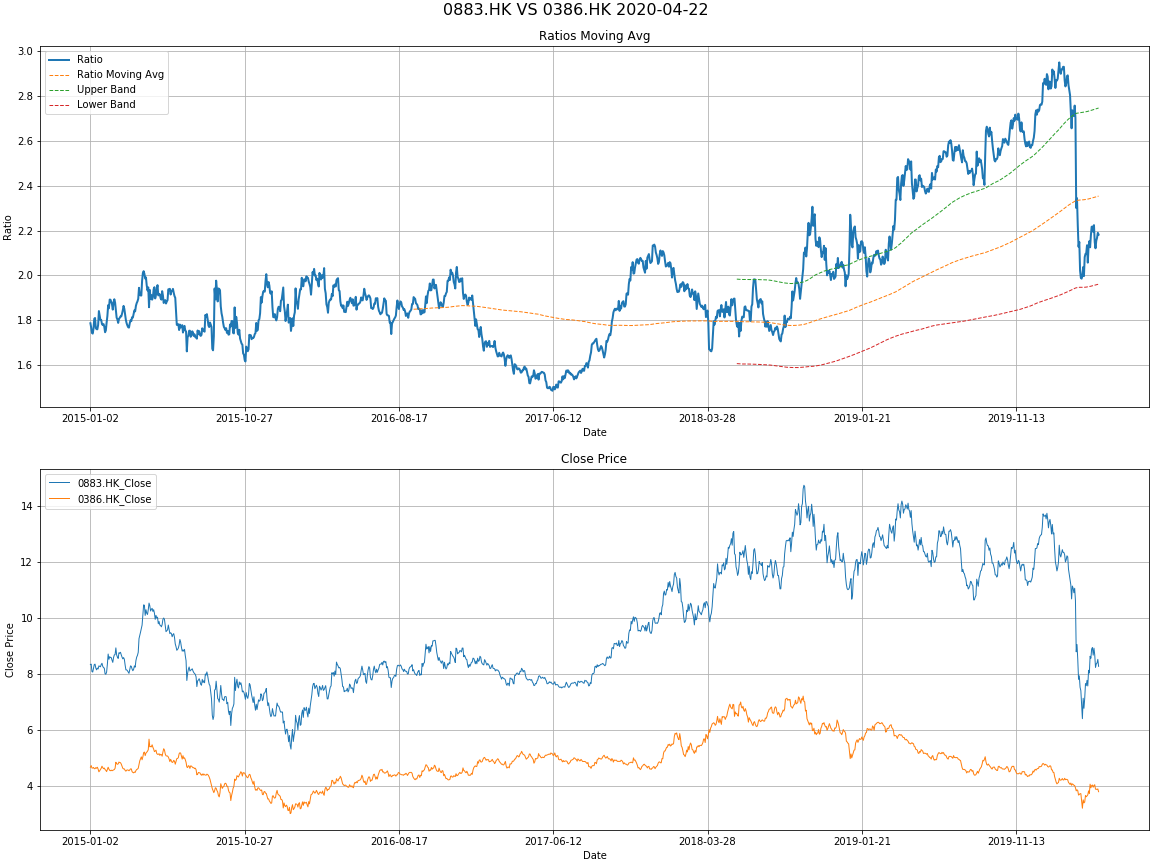 0883.HK VS 0386.HK 2020-04-22
Ratios Moving Avg
Ratio
Ratio Moving Avg
Upper Band
Lower Band
3.0
2.8
2.6
2.4
2.2
2.0
1.8
1.6
Ratio
2015-01-02 2015-10-27 2016-08-17 2017-06-12 2018-03-28 2019-01-21 2019-11-13
Date
Close Price
0883.HK_Close
0386.HK_Close
14
12
10
8
6
4
Close Price
2015-01-02 2015-10-27 2016-08-17 2017-06-12 2018-03-28 2019-01-21 2019-11-13
Date